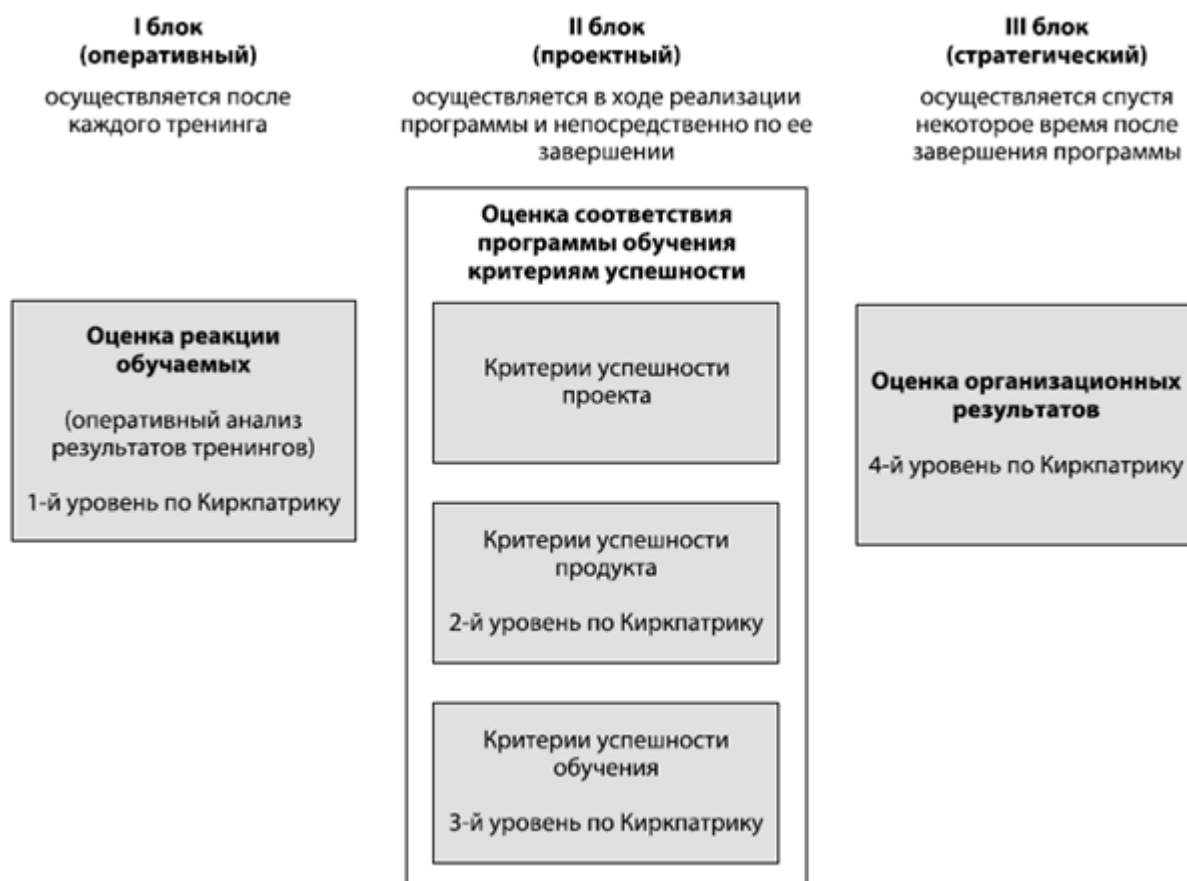 I блок
(оперативный)
осуществляется после
каждого тренинга
II блок
(проектный)
осуществляется в ходе реализации
программы и непосредственно по ее
завершении
III блок
(стратегический)
осуществляется спустя
некоторое время после
завершения программы
Оценка реакции
обучаемых
(оперативный анализ
результатов тренингов)
1-й уровень по Киркпатрику
Оценка соответствия
программы обучения
критериям успешности
Критерии успешности
проекта
Критерии успешности
продукта
2-й уровень по Киркпатрику
Критерии успешности
обучения
3-й уровень по Киркпатрику
Оценка организационных
результатов
4-й уровень по Киркпатрику